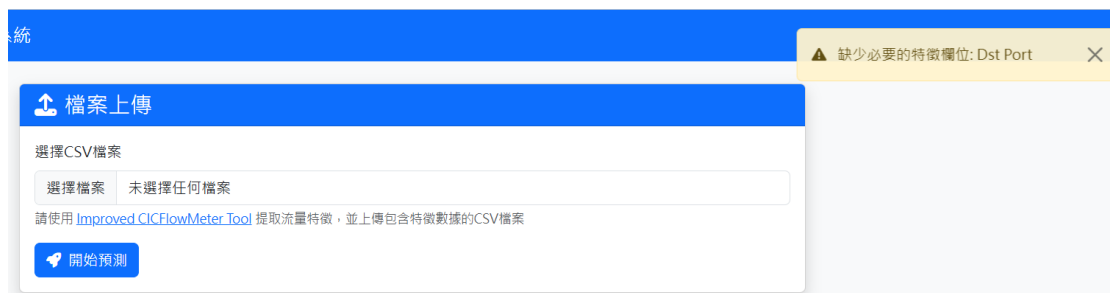 系統
缺少必要的特徵欄位: Dst Port
檔案上傳
選擇CSV檔案
選擇檔案 未選擇任何檔案
請使用 Improved CICFlowMeter Tool 提取流量特徵，並上傳包含特徵數據的CSV檔案
開始預測